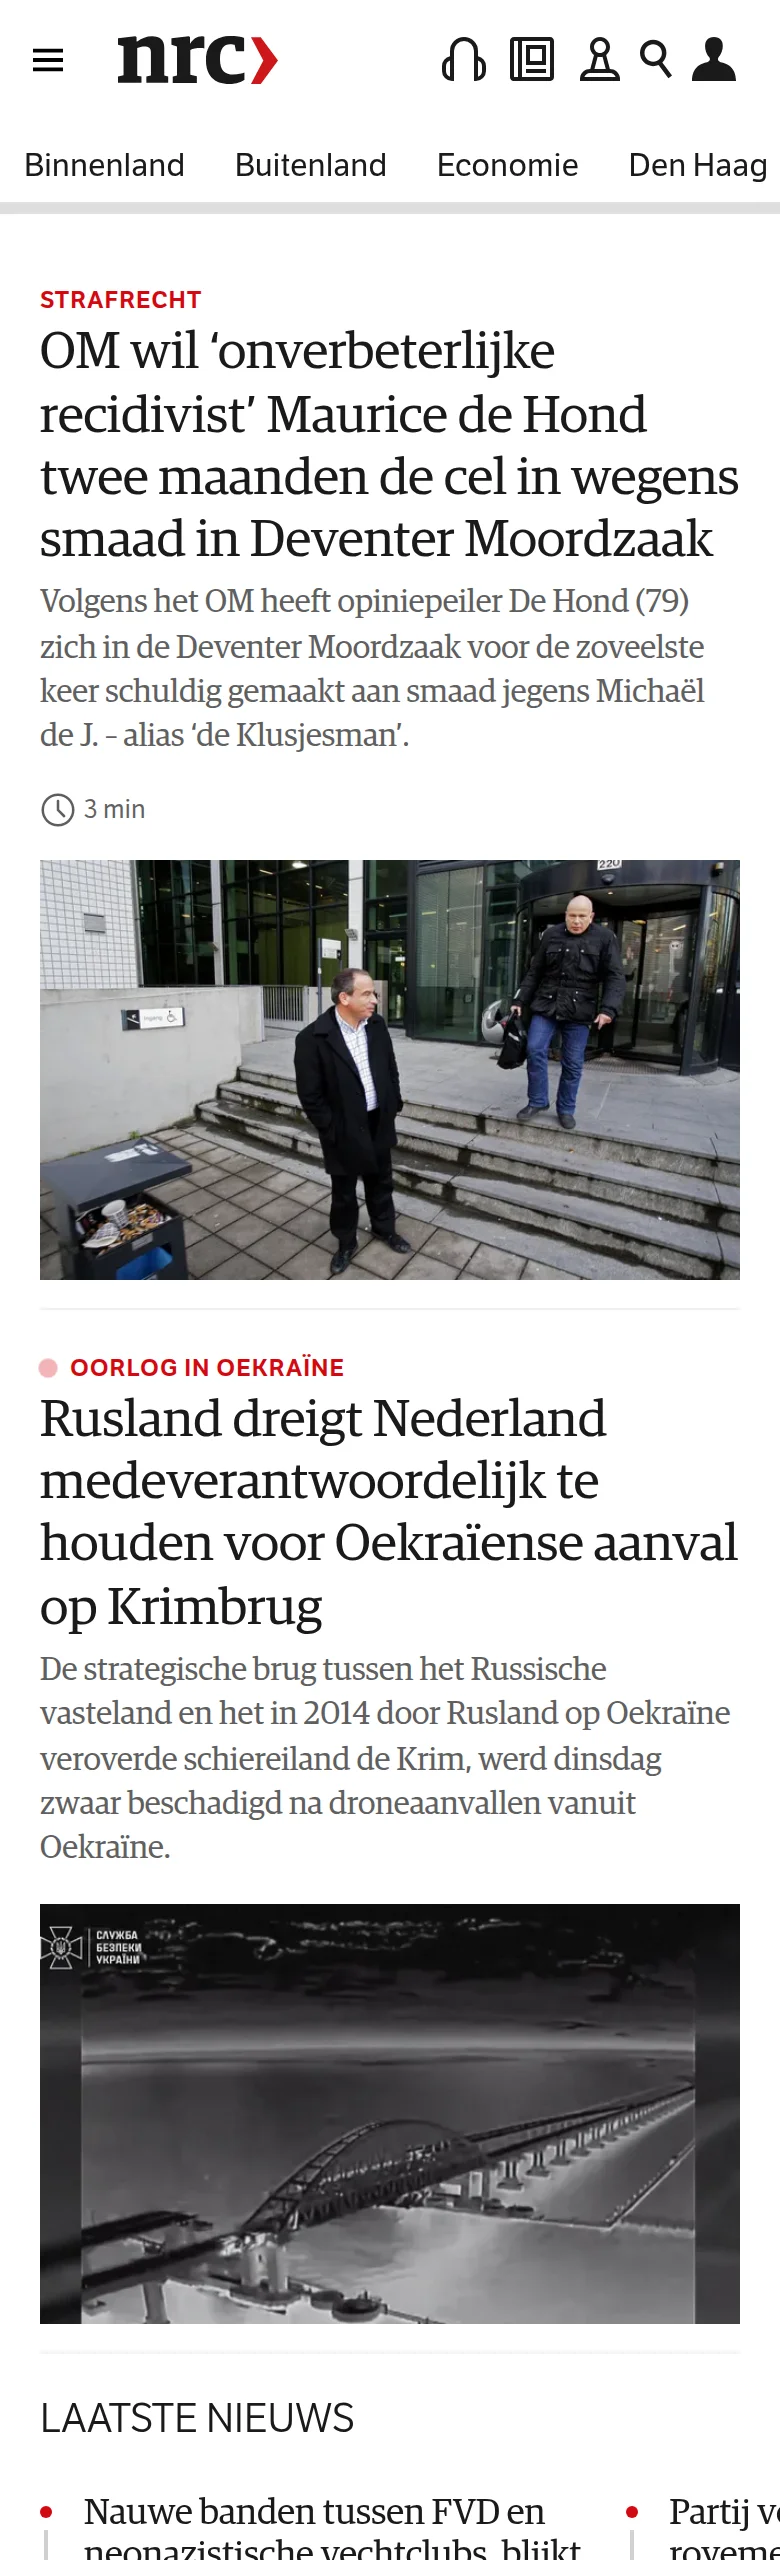 nrc
Binnenland Buitenland Economie Den Haag
STRAFRECHT
OM wil ‘onverbeterlijke
recidivist’ Maurice de Hond
twee maanden de cel in wegens
smaad in Deventer Moordzaak
Volgens het OM heeft opiniepeiler De Hond (79)
zich in de Deventer Moordzaak voor de zoveelste
keer schuldig gemaakt aan smaad jegens Michaël
de J. – alias ‘de Klusjesman’.
3 min
220
Ingang
OORLOG IN OEKRAÏNE
Rusland dreigt Nederland
medeverantwoordelijk te
houden voor Oekraïense aanval
op Krimbrug
De strategische brug tussen het Russische
vasteland en het in 2014 door Rusland op Oekraïne
veroverde schiereiland de Krim, werd dinsdag
zwaar beschadigd na droneaanvallen vanuit
Oekraïne.
СЛУЖБА
БЕЗПЕКИ
УКРАЇНИ
LAATSTE NIEUWS
Nauwe banden tussen FVD en
neonazistische vechtclubs, blijkt
Partij